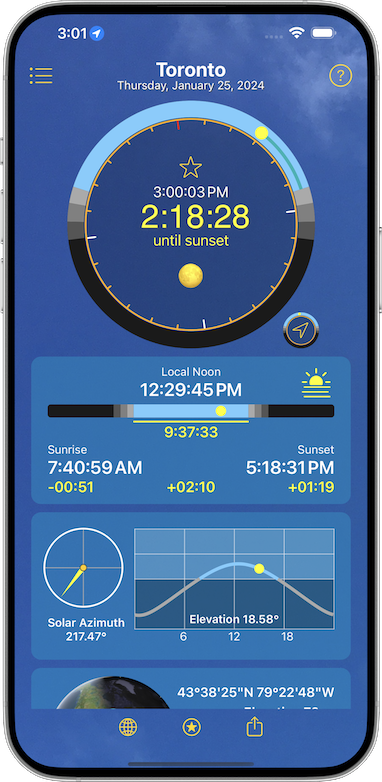 3:01
Toronto
?
Thursday, January 25, 2024
3:00:03 PM
2:18:28
until sunset
Local Noon
12:29:45 PM
9:37:33
Sunrise
Sunset
7:40:59 AM
5:18:31 PM
-00:51
+02:10
+01:19
Solar Azimuth
217.47°
Elevation 18.58°
6
12
18
43°38'25"N 79°22'48"W